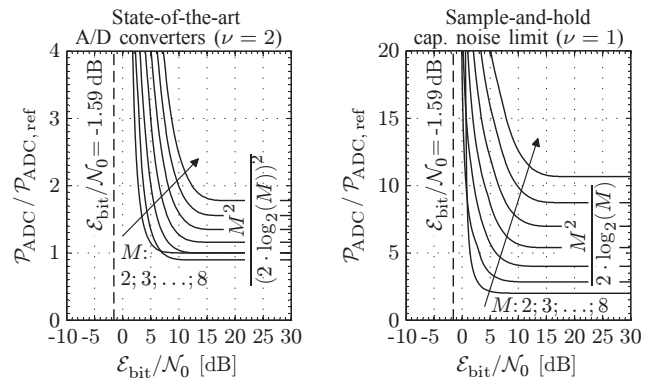 State-of-the-art
A/D converters (ν = 2)
𝒫ADC / 𝒫ADC, ref
4
3
2
1
0
ℰbit/𝒩0 = -1.59 dB
M:
2; 3; . . . ; 8
M²
(2 · log2(M))²
-10 -5 0 5 10 15 20 25 30
ℰbit/𝒩0 [dB]
Sample-and-hold
cap. noise limit (ν = 1)
𝒫ADC / 𝒫ADC, ref
20
15
10
5
0
ℰbit/𝒩0 = -1.59 dB
M: 2; 3; . . . ; 8
M²
2 · log2(M)
-10 -5 0 5 10 15 20 25 30
ℰbit/𝒩0 [dB]